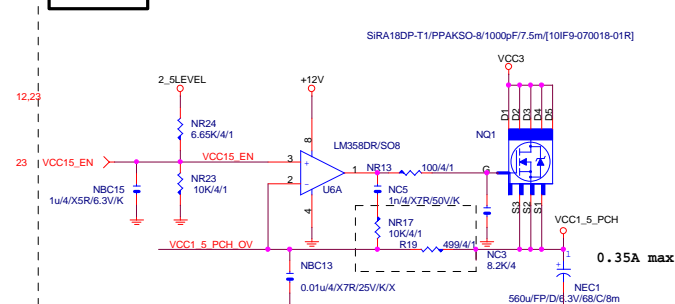 SiRA18DP-T1/PPAKSO-8/1000pF/7.5m/[10IF9-070018-01R]
VCC3
2_5LEVEL
+12V
12,23
D1
D2
D3
D4
D5
NR24
6.65K/4/1
LM358DR/SO8
NQ1
8
23
VCC15_EN
VCC15_EN
3
+
1
NR13
100/4/1
G
2
-
U6A
NBC15
1u/4/X5R/6.3V/K
NR23
10K/4/1
4
NC5
1n/4/X7R/50V/K
S3
S2
S1
NR17
10K/4/1
VCC1_5_PCH
VCC1_5_PCH_OV
R19
499/4/1
NC3
8.2K/4
1
+
0.35A max
NBC13
0.01u/4/X7R/25V/K/X
NEC1
560u/FP/D/6.3V/68/C/8m